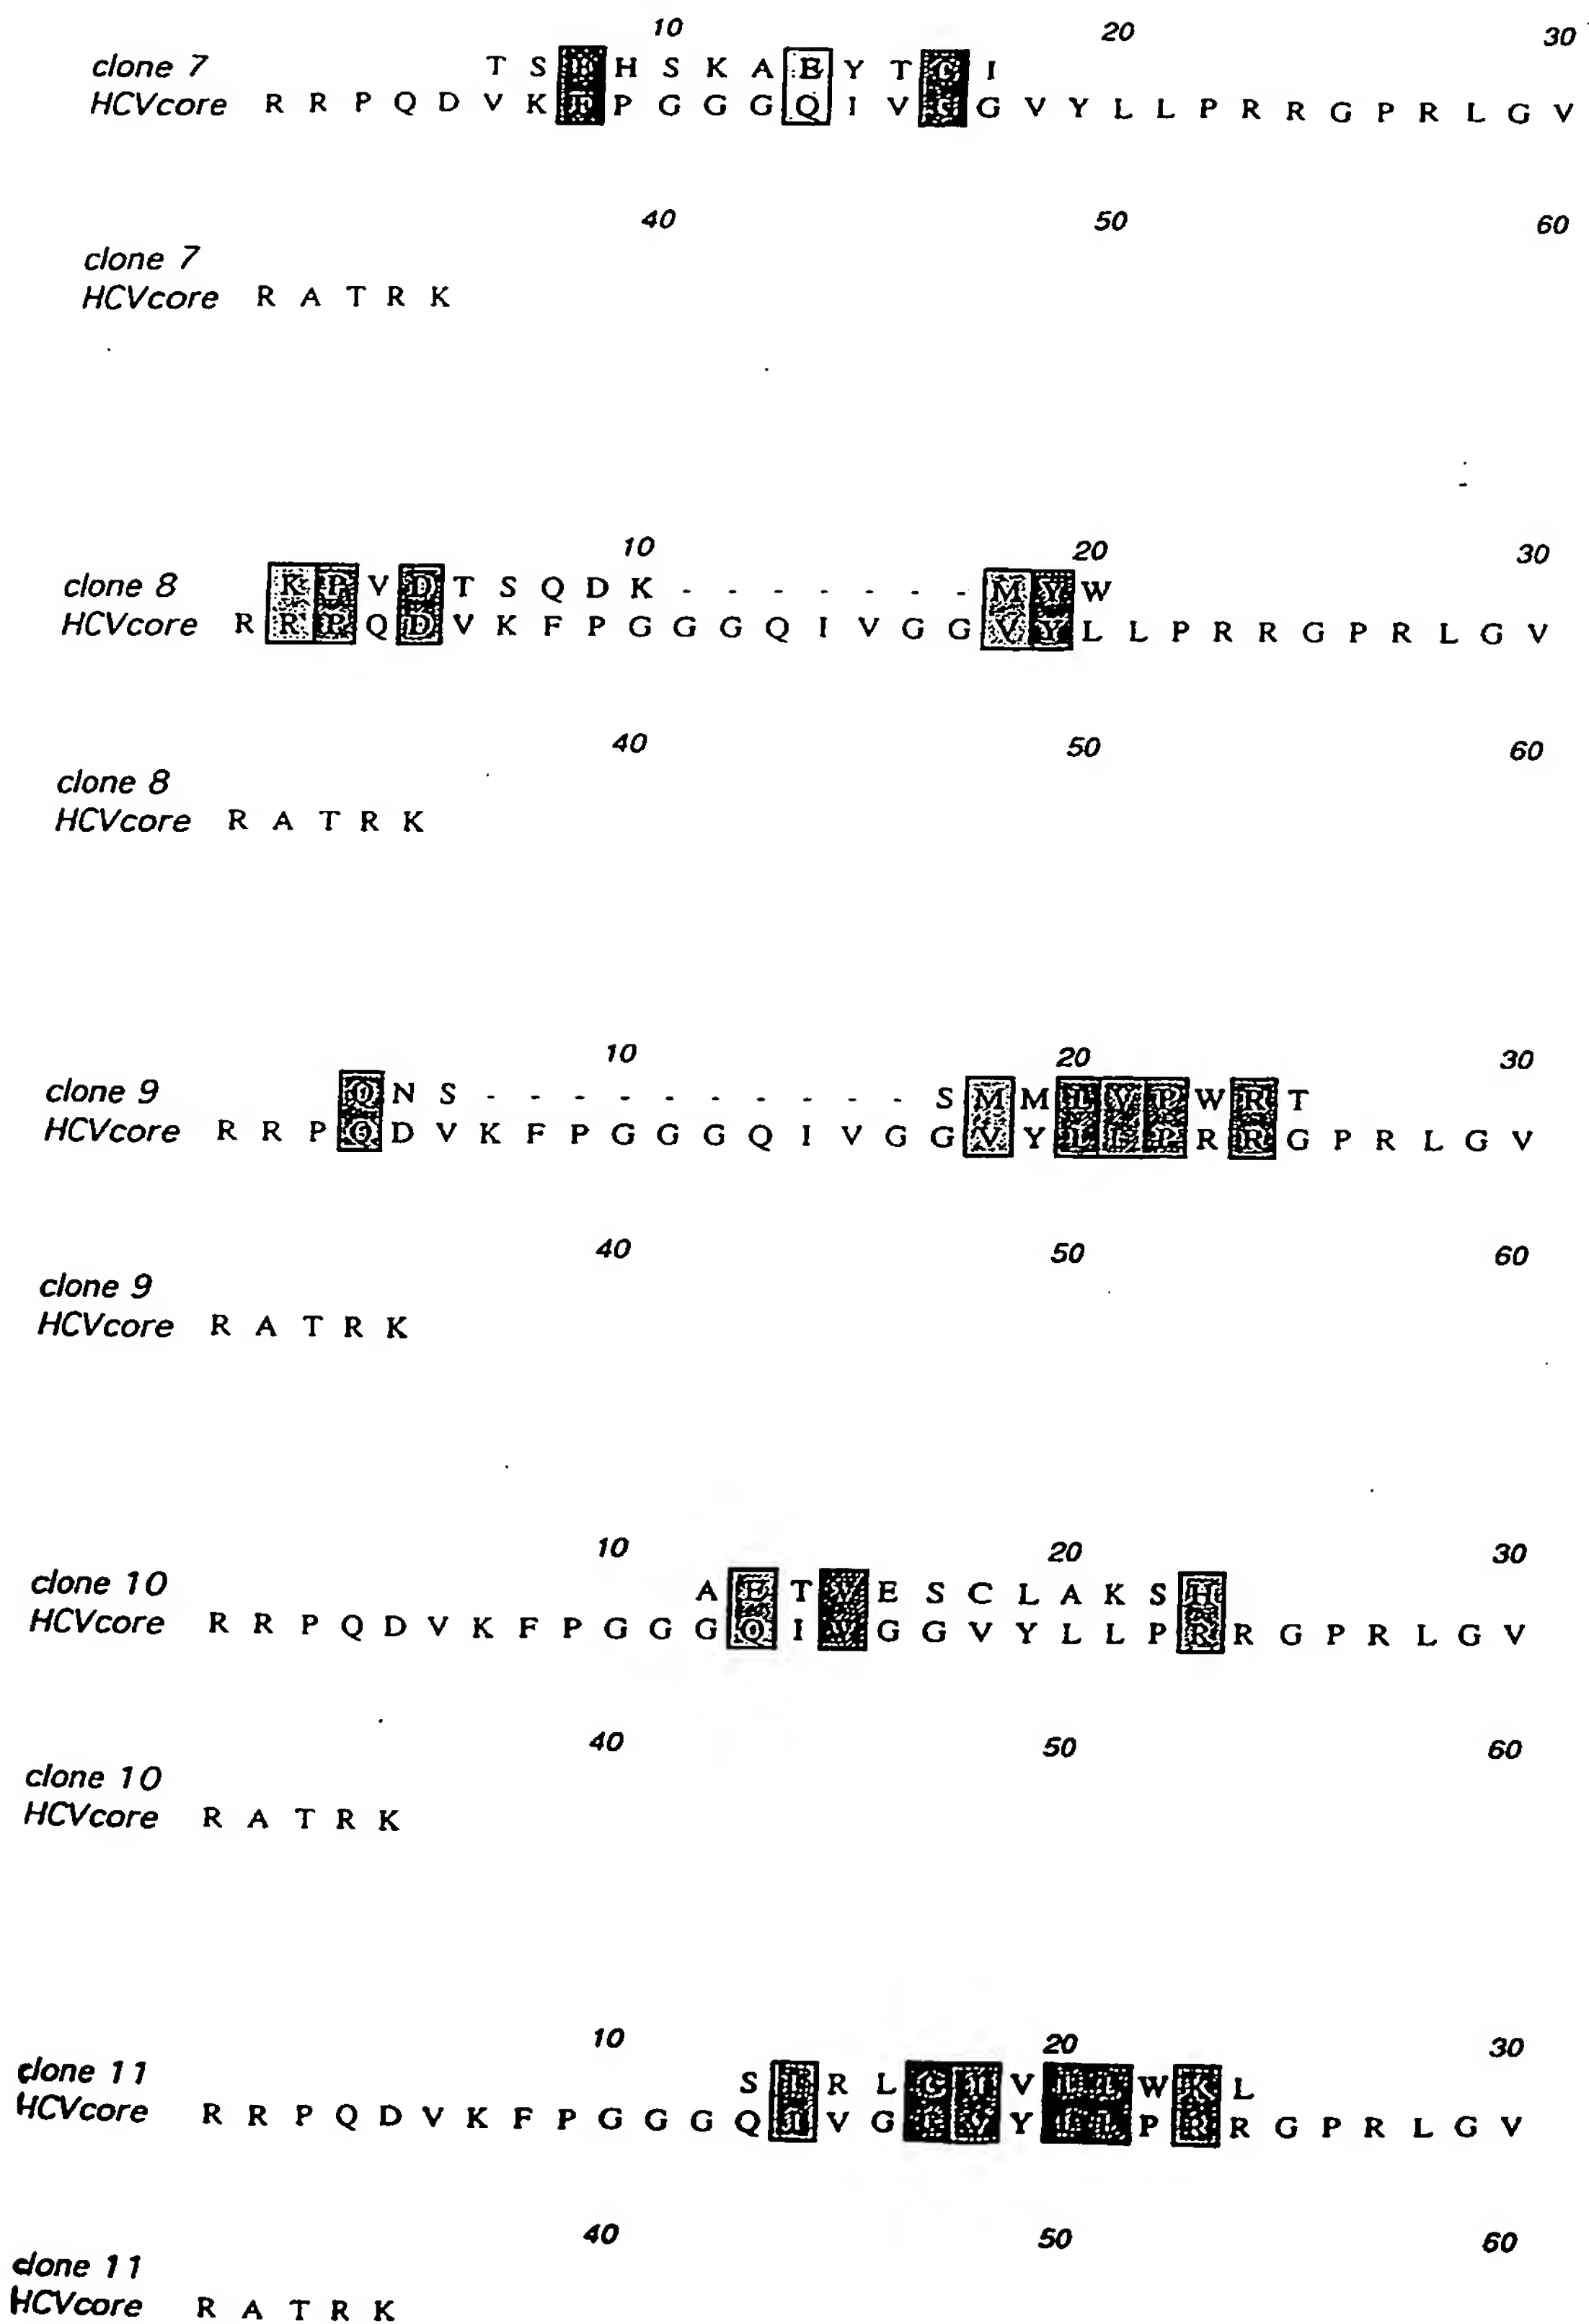 10 20 30
clone 7 T S H S K A E Y T G I
HCVcore R R P Q D V K F P G G G Q I V G G V Y L L P R R G P R L G V
40 50 60
clone 7
HCVcore R A T R K
10 20 30
clone 8 K P V D T S Q D K - - - - - - - M Y W
HCVcore R R P Q D V K F P G G G Q I V G G V Y L L P R R G P R L G V
40 50 60
clone 8
HCVcore R A T R K
10 20 30
clone 9 Q N S - - - - - - - - - - S M M L V P W R T
HCVcore R R P Q D V K F P G G G Q I V G G V Y L L P R R G P R L G V
40 50 60
clone 9
HCVcore R A T R K
10 20 30
clone 10 A E T V E S C L A K S H
HCVcore R R P Q D V K F P G G G Q I V G G V Y L L P R R G P R L G V
40 50 60
clone 10
HCVcore R A T R K
10 20 30
clone 11 S R L G V L L W K L
HCVcore R R P Q D V K F P G G G Q I V G G V Y L L P R R G P R L G V
40 50 60
clone 11
HCVcore R A T R K